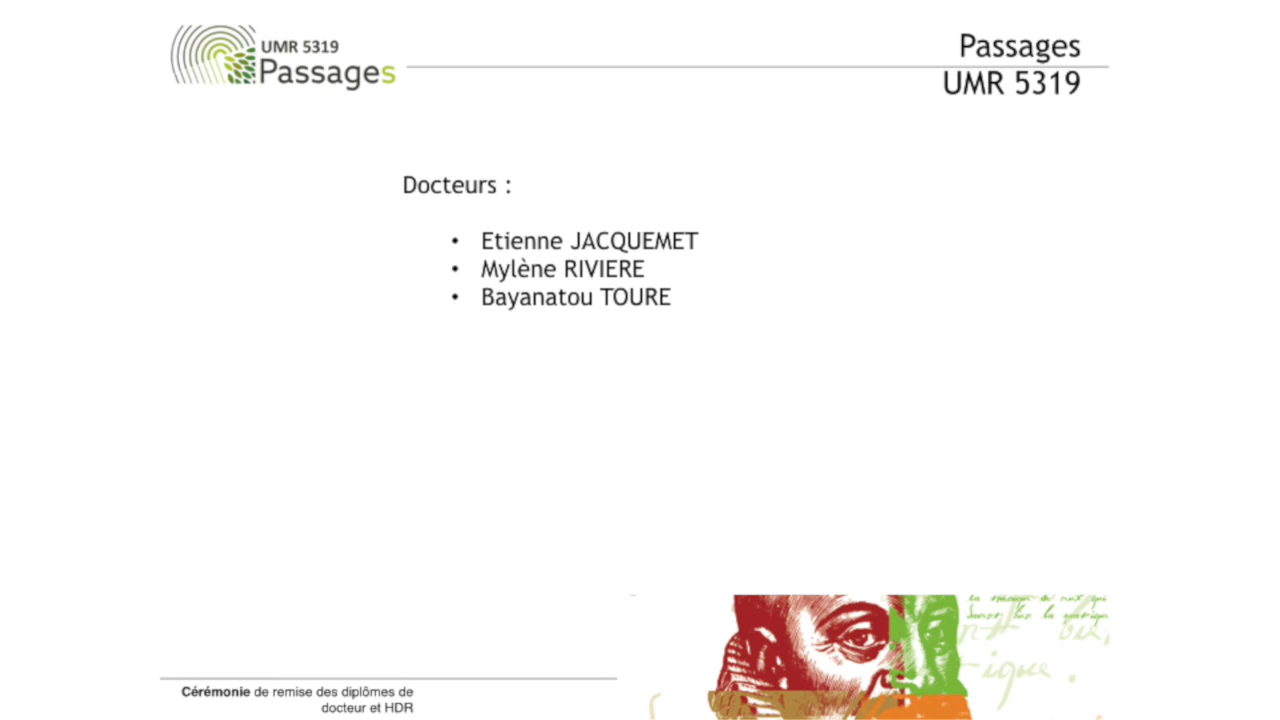 UMR 5319
Passages
Passages
UMR 5319
Docteurs :
• Etienne JACQUEMET
• Mylène RIVIERE
• Bayanatou TOURE
Cérémonie de remise des diplômes de
docteur et HDR